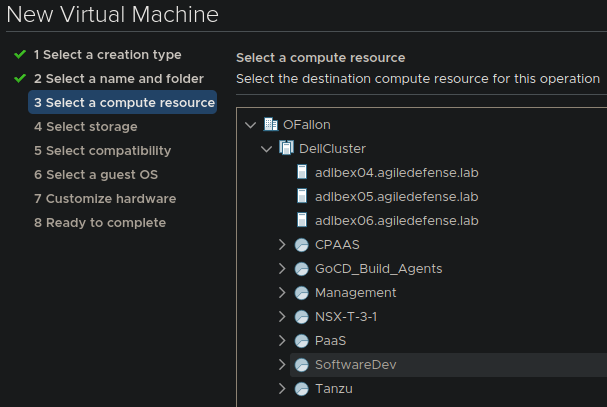 New Virtual Machine
1 Select a creation type
2 Select a name and folder
3 Select a compute resource
4 Select storage
5 Select compatibility
6 Select a guest OS
7 Customize hardware
8 Ready to complete
Select a compute resource
Select the destination compute resource for this operation
OFallon
DellCluster
adlbex04.agiledefense.lab
adlbex05.agiledefense.lab
adlbex06.agiledefense.lab
CPAAS
GoCD_Build_Agents
Management
NSX-T-3-1
PaaS
SoftwareDev
Tanzu